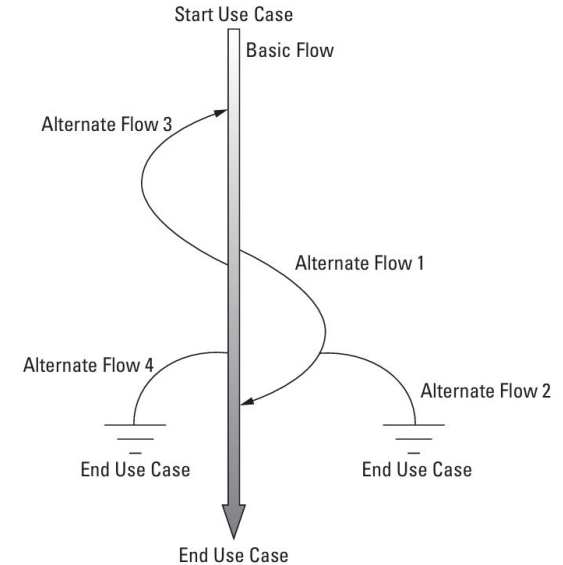 Start Use Case
Basic Flow
Alternate Flow 3
Alternate Flow 1
Alternate Flow 4
Alternate Flow 2
End Use Case
End Use Case
End Use Case